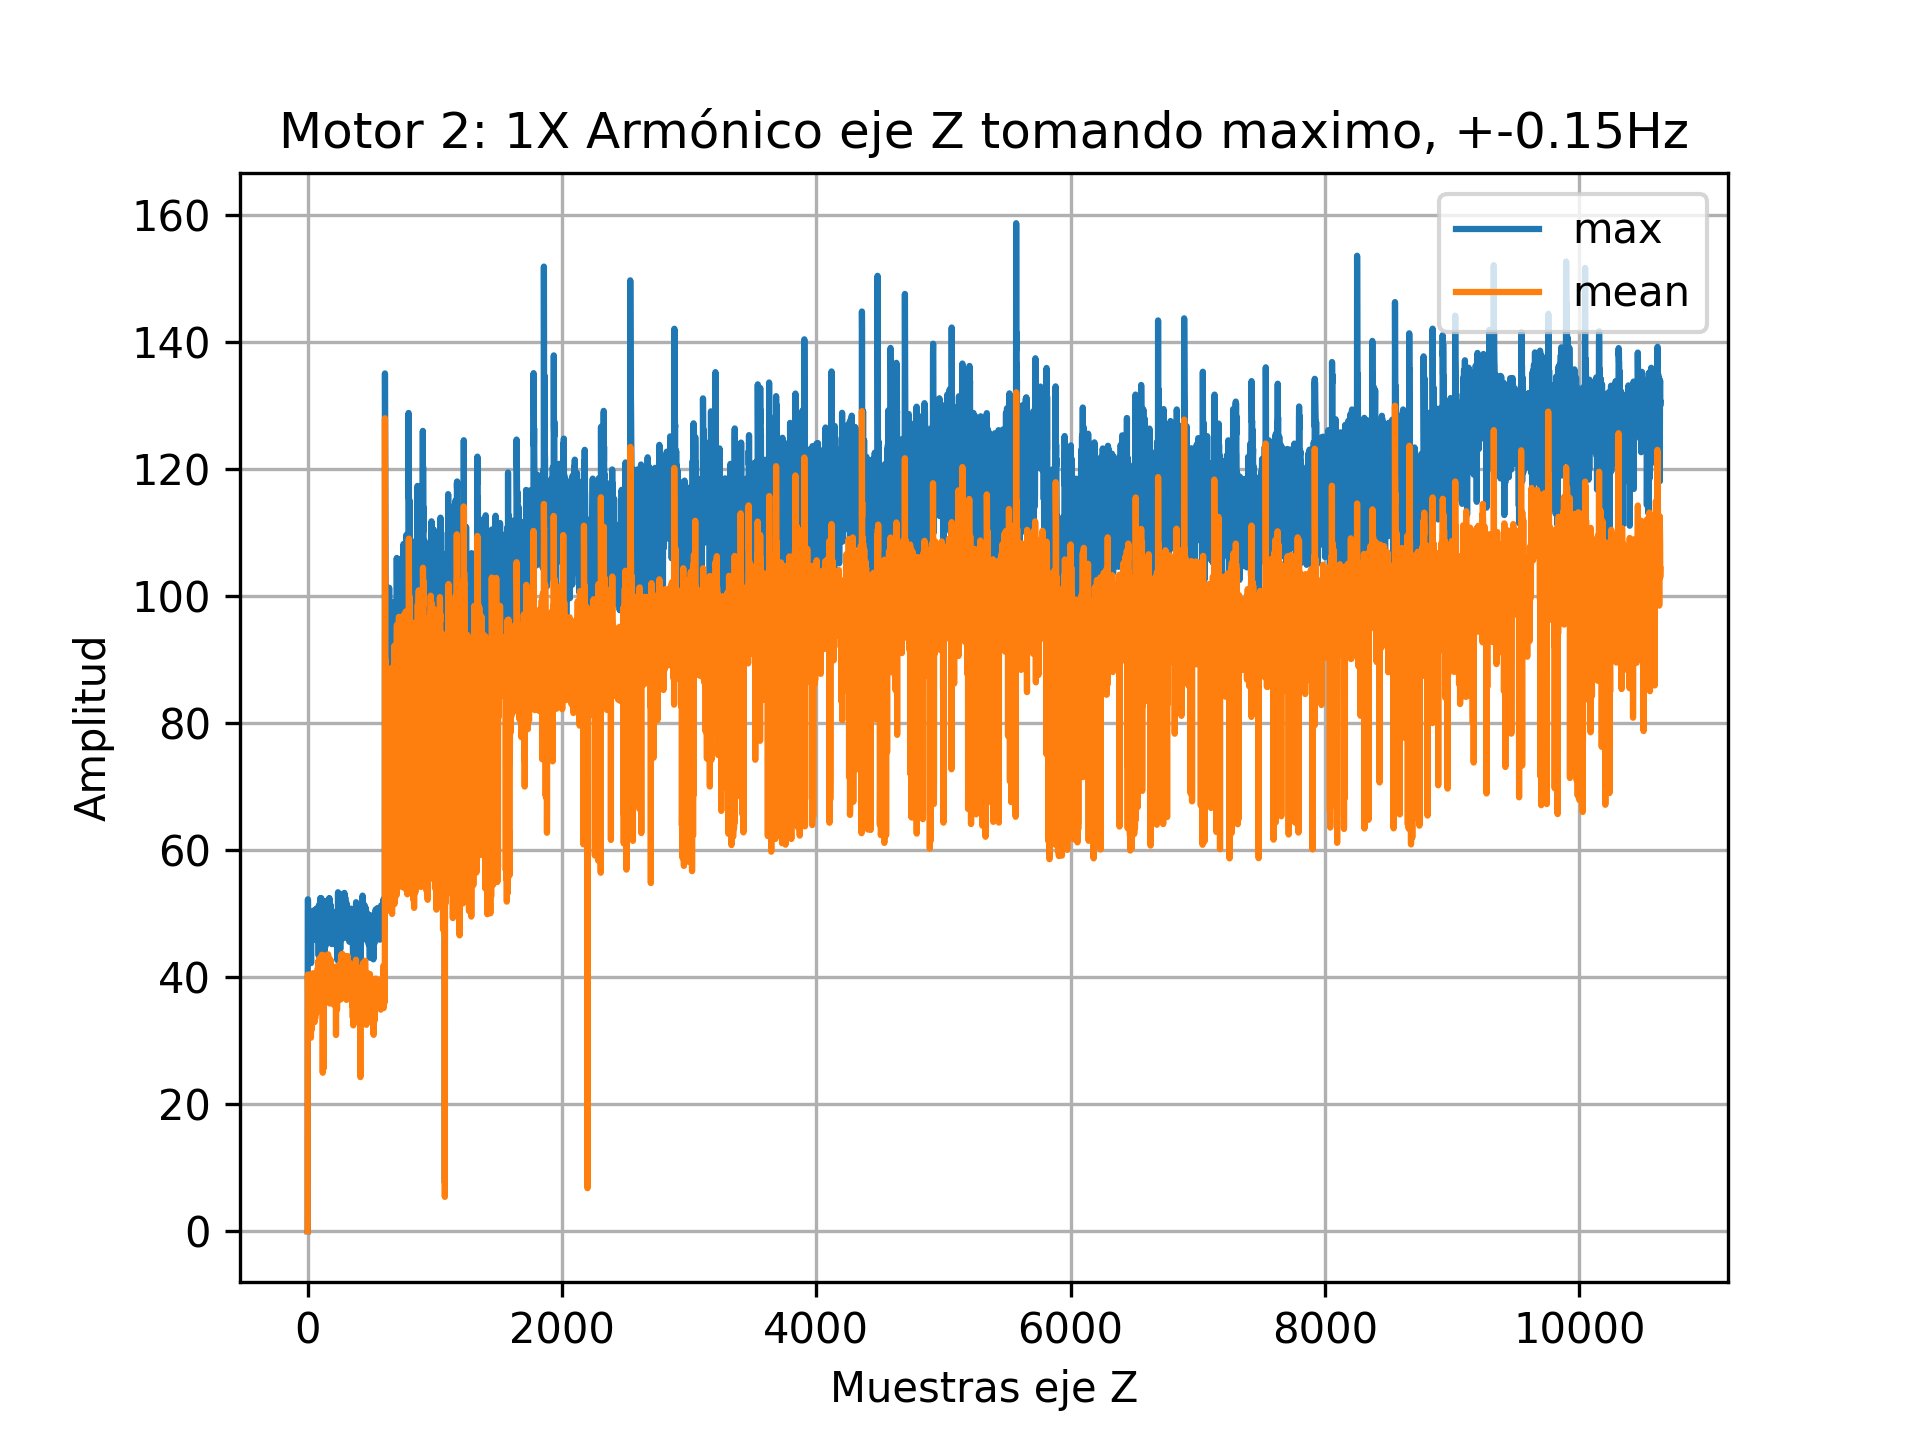 Motor 2: 1X Armónico eje Z tomando maximo, +-0.15Hz
max
mean
160
140
120
100
80
60
40
20
0
Amplitud
0 2000 4000 6000 8000 10000
Muestras eje Z